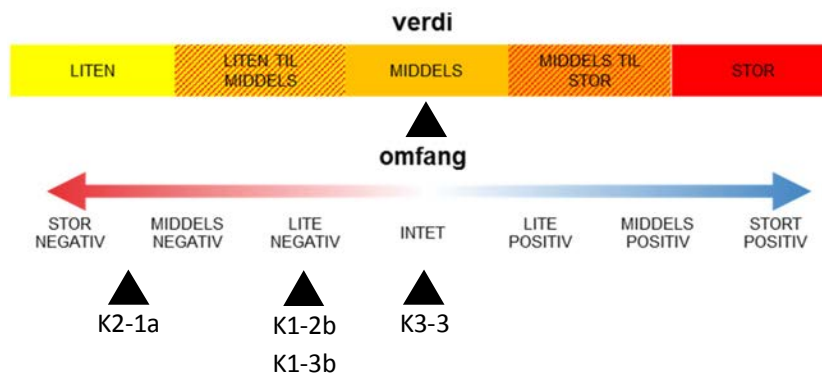 verdi
LITEN
LITEN TIL
MIDDELS
MIDDELS
MIDDELS TIL
STOR
STOR
omfang
STOR
NEGATIV
MIDDELS
NEGATIV
LITE
NEGATIV
INTET
LITE
POSITIV
MIDDELS
POSITIV
STORT
POSITIV
K2-1a
K1-2b
K1-3b
K3-3